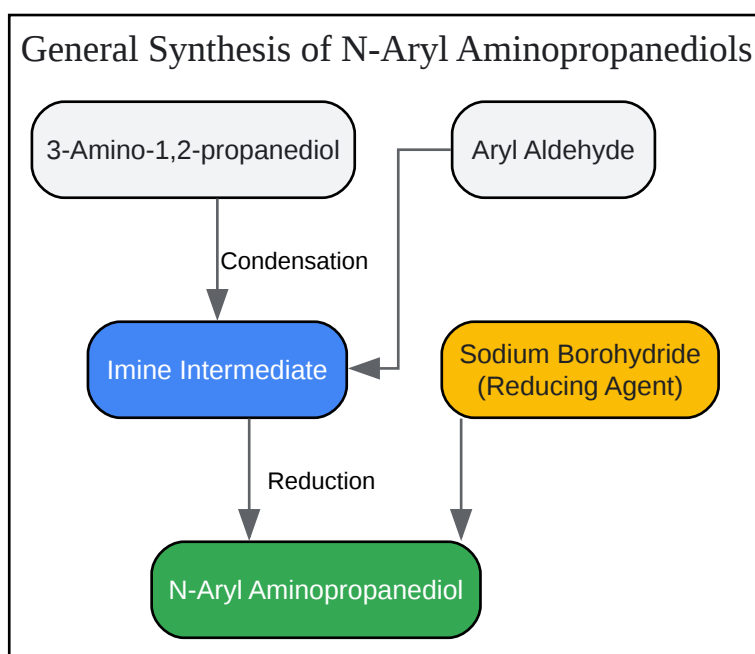 General Synthesis of N-Aryl Aminopropanediols
3-Amino-1,2-propanediol
Aryl Aldehyde
Condensation
Imine Intermediate
Sodium Borohydride
(Reducing Agent)
Reduction
N-Aryl Aminopropanediol